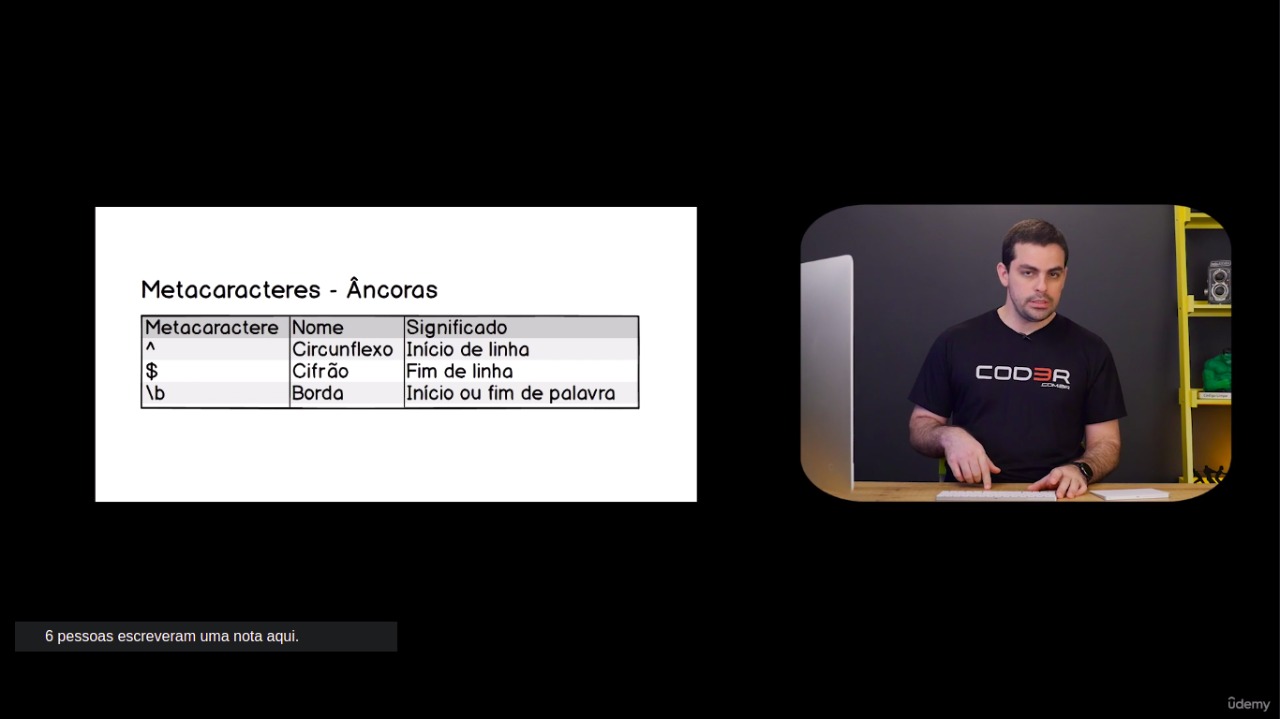 Metacaracteres - Âncoras
Metacaractere Nome Significado
^ Circunflexo Início de linha
$ Cifrão Fim de linha
\b Borda Início ou fim de palavra
COD3R
.COM.BR
6 pessoas escreveram uma nota aqui.
ûdemy